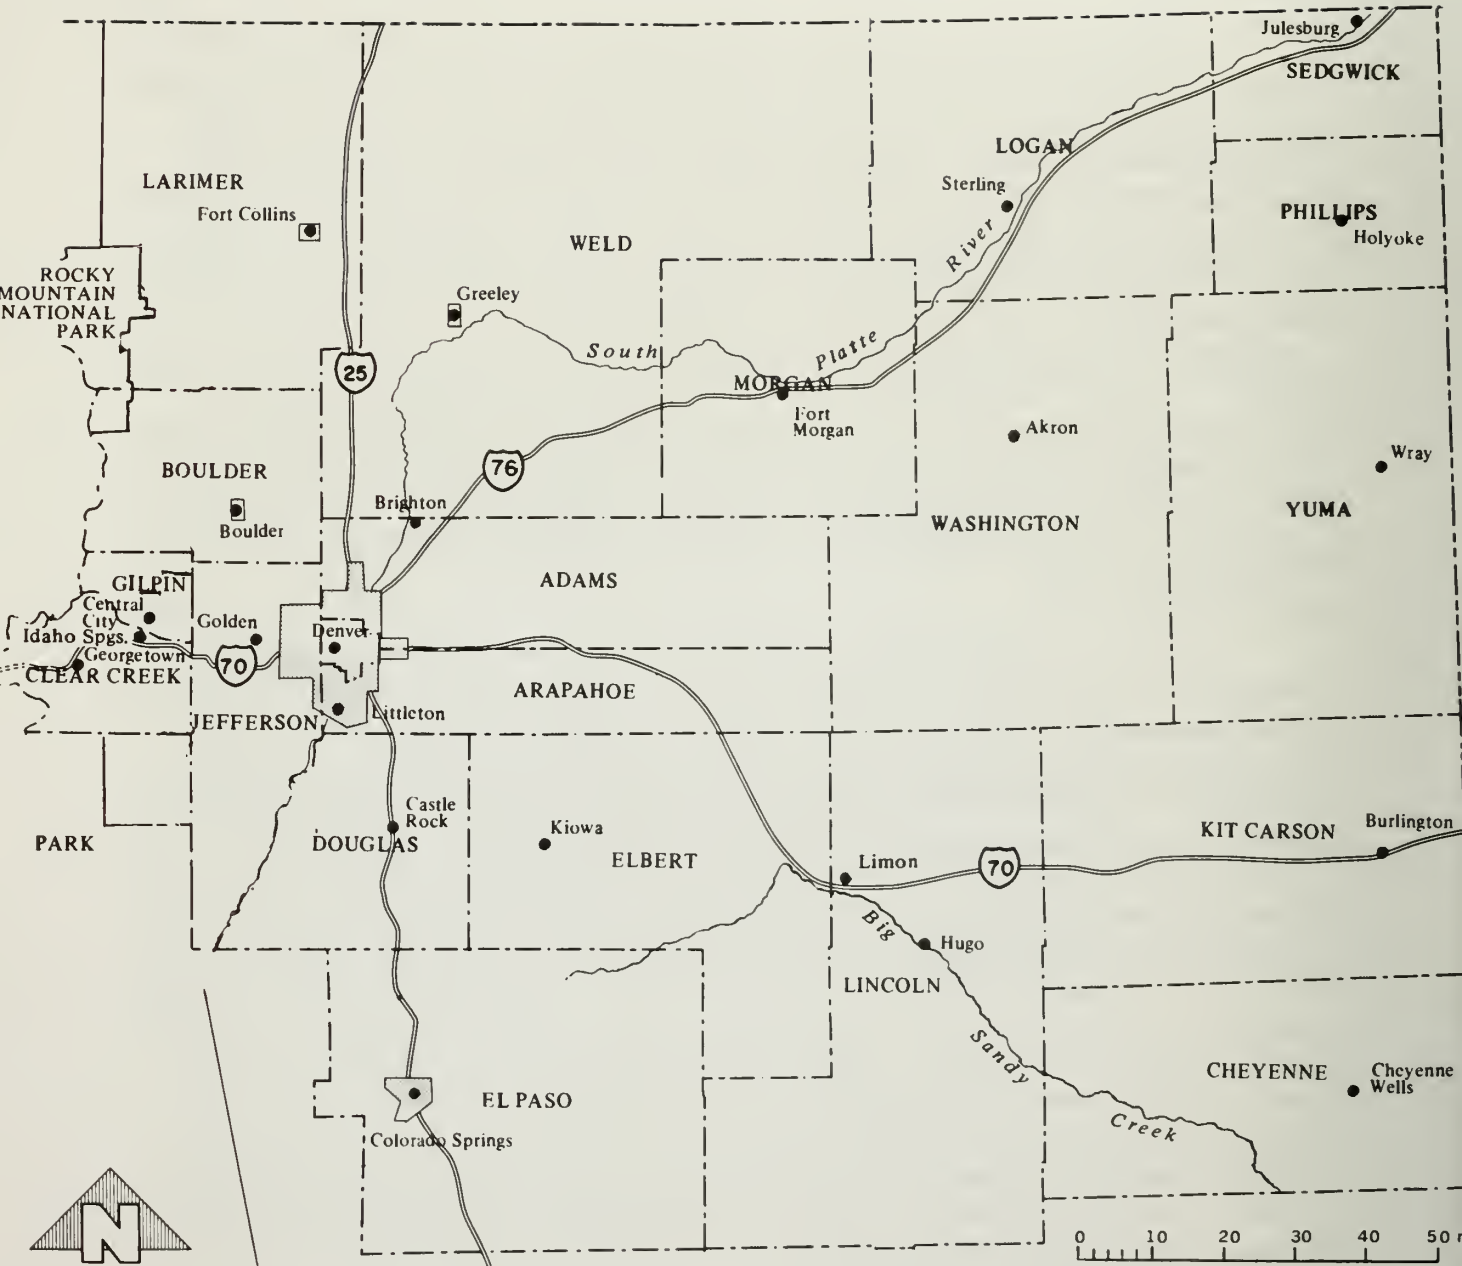 Julesburg
SEDGWICK
LOGAN
LARIMER
Sterling
Fort Collins
PHILLIPS
Holyoke
WELD
River
ROCKY
MOUNTAIN
NATIONAL
PARK
Greeley
South
Platte
25
MORGAN
Fort
Morgan
Akron
Wray
76
BOULDER
Boulder
Brighton
WASHINGTON
YUMA
GILPIN
Central
City
Idaho Spgs.
Georgetown
CLEAR CREEK
Golden
70
Denver
ADAMS
ARAPAHOE
JEFFERSON
Littleton
PARK
Castle
Rock
DOUGLAS
Kiowa
ELBERT
Limon
70
KIT CARSON
Burlington
Big
Hugo
LINCOLN
Sandy
CHEYENNE
Cheyenne
Wells
Creek
EL PASO
Colorado Springs
N
0 10 20 30 40 50